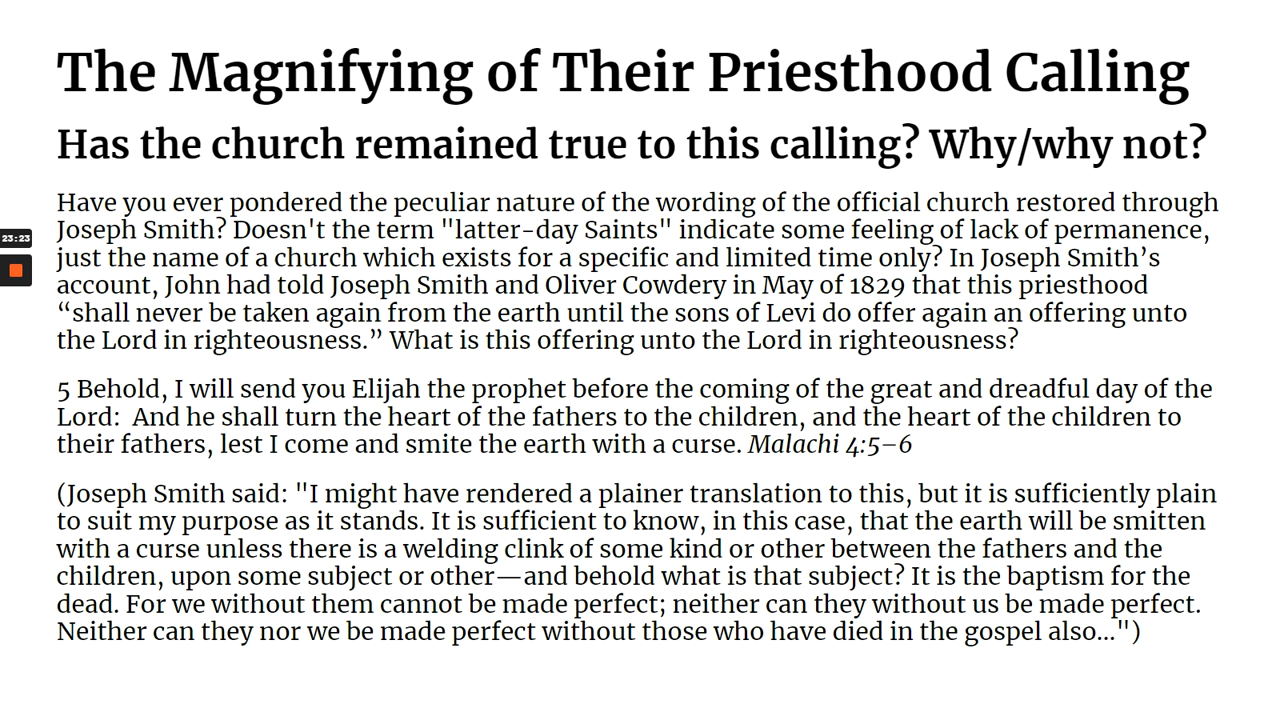 The Magnifying of Their Priesthood Calling
Has the church remained true to this calling? Why/why not?
Have you ever pondered the peculiar nature of the wording of the official church restored through
Joseph Smith? Doesn't the term "latter-day Saints" indicate some feeling of lack of permanence,
just the name of a church which exists for a specific and limited time only? In Joseph Smith’s
account, John had told Joseph Smith and Oliver Cowdery in May of 1829 that this priesthood
“shall never be taken again from the earth until the sons of Levi do offer again an offering unto
the Lord in righteousness.” What is this offering unto the Lord in righteousness?
5 Behold, I will send you Elijah the prophet before the coming of the great and dreadful day of the
Lord:  And he shall turn the heart of the fathers to the children, and the heart of the children to
their fathers, lest I come and smite the earth with a curse. Malachi 4:5–6
(Joseph Smith said: "I might have rendered a plainer translation to this, but it is sufficiently plain
to suit my purpose as it stands. It is sufficient to know, in this case, that the earth will be smitten
with a curse unless there is a welding clink of some kind or other between the fathers and the
children, upon some subject or other—and behold what is that subject? It is the baptism for the
dead. For we without them cannot be made perfect; neither can they without us be made perfect.
Neither can they nor we be made perfect without those who have died in the gospel also...")
23:23